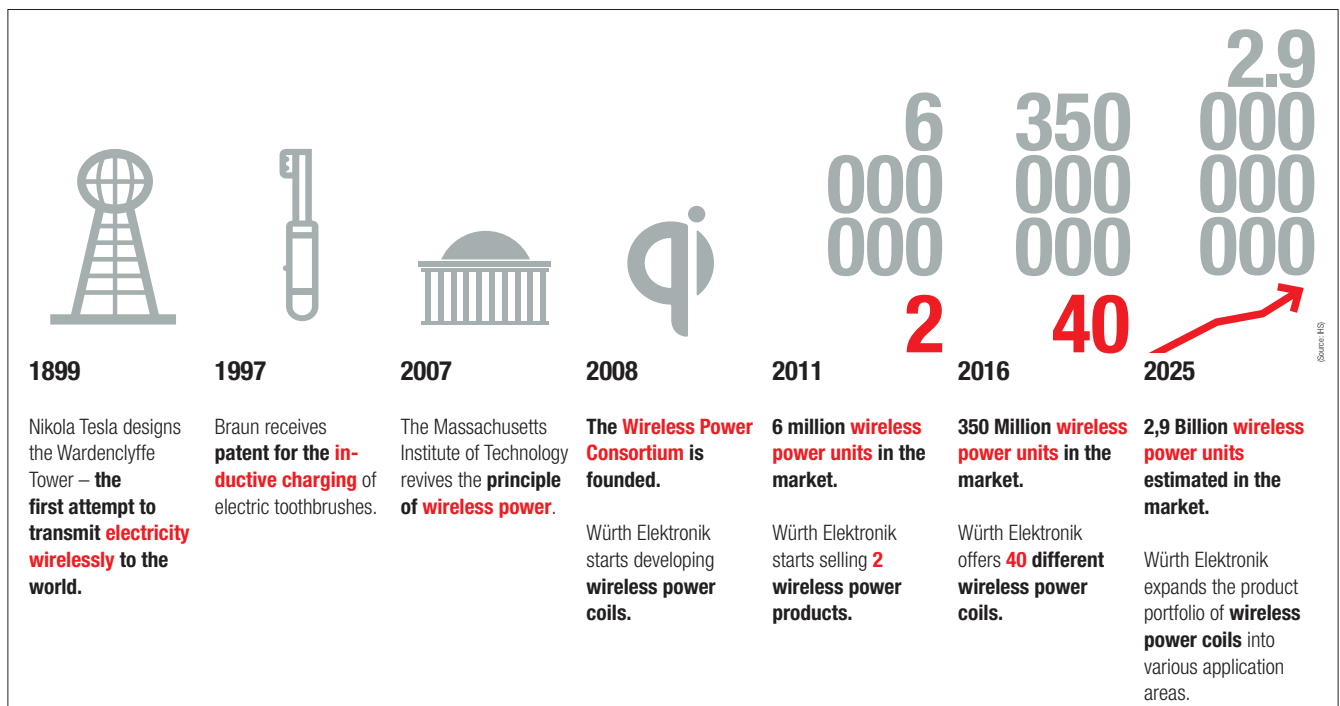 6
000
000
2
350
000
000
40
2.9
000
000
000
(Source: IHS)
qi
1899
Nikola Tesla designs
the Wardenclyffe
Tower – the
first attempt to
transmit electricity
wirelessly to the
world.
1997
Braun receives
patent for the in-
ductive charging of
electric toothbrushes.
2007
The Massachusetts
Institute of Technology
revives the principle
of wireless power.
2008
The Wireless Power
Consortium is
founded.
Würth Elektronik
starts developing
wireless power
coils.
2011
6 million wireless
power units in the
market.
Würth Elektronik
starts selling 2
wireless power
products.
2016
350 Million wireless
power units in the
market.
Würth Elektronik
offers 40 different
wireless power
coils.
2025
2,9 Billion wireless
power units
estimated in the
market.
Würth Elektronik
expands the product
portfolio of wireless
power coils into
various application
areas.